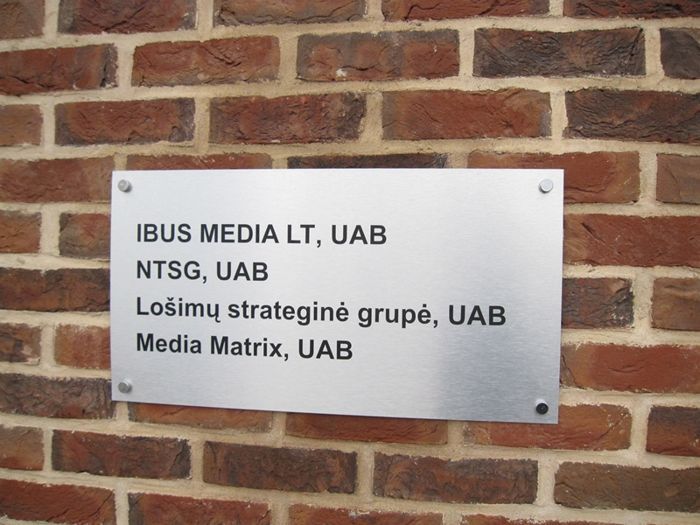 IBUS MEDIA LT, UAB
NTSG, UAB
Lošimų strateginė grupė, UAB
Media Matrix, UAB